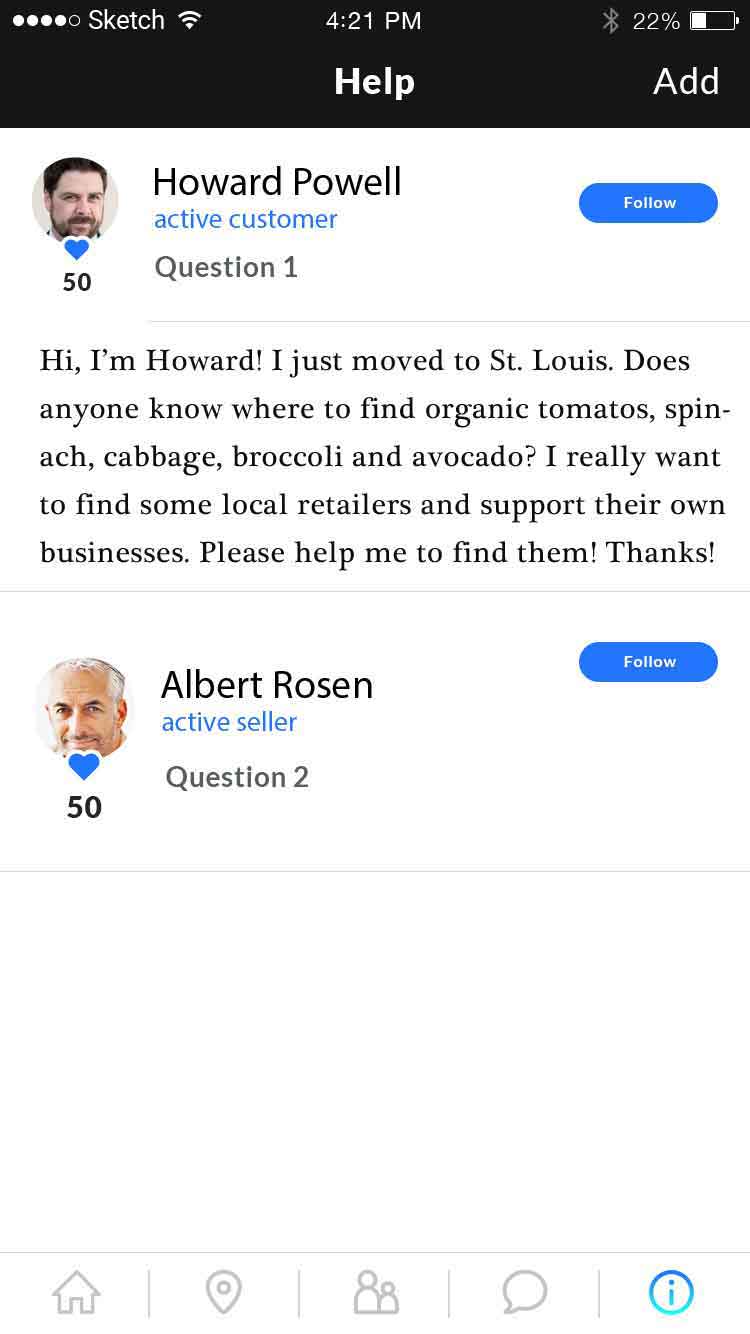 Sketch 4:21 PM 22%
Help Add
Howard Powell
active customer
Follow
Question 1
50
Hi, I’m Howard! I just moved to St. Louis. Does
anyone know where to find organic tomatos, spin-
ach, cabbage, broccoli and avocado? I really want
to find some local retailers and support their own
businesses. Please help me to find them! Thanks!
Albert Rosen
active seller
Follow
Question 2
50